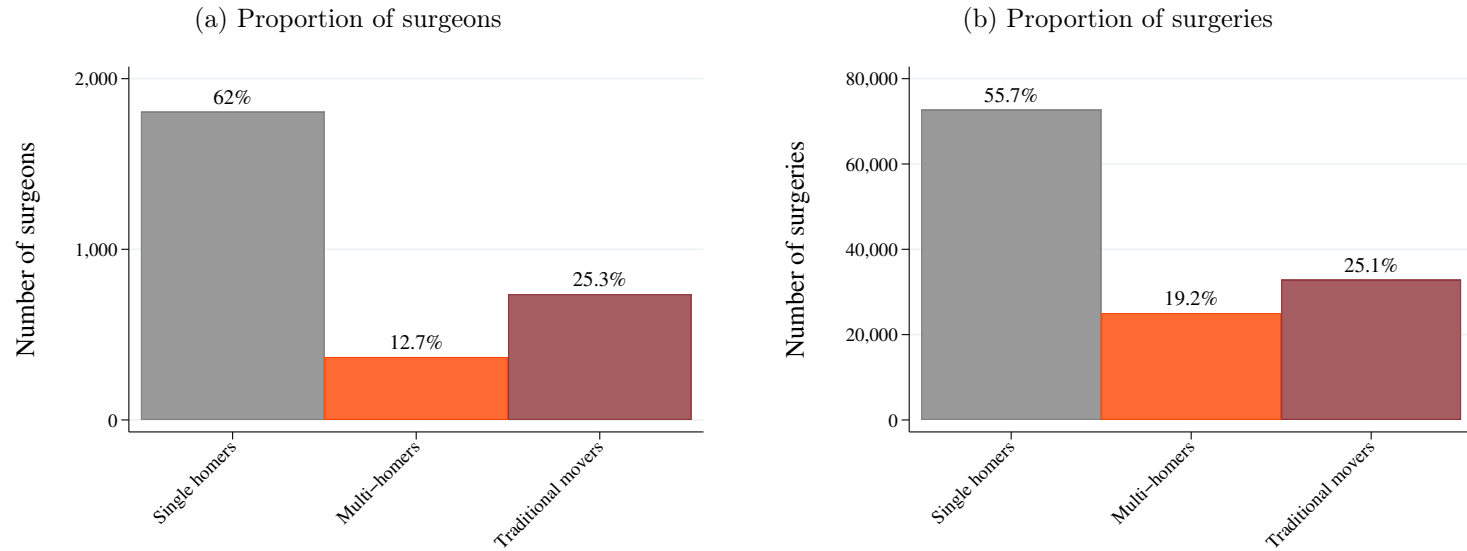 (a) Proportion of surgeons
Number of surgeons
2,000
1,000
0
62%
12.7%
25.3%
Single homers
Multi−homers
Traditional movers
(b) Proportion of surgeries
Number of surgeries
80,000
60,000
40,000
20,000
0
55.7%
19.2%
25.1%
Single homers
Multi−homers
Traditional movers